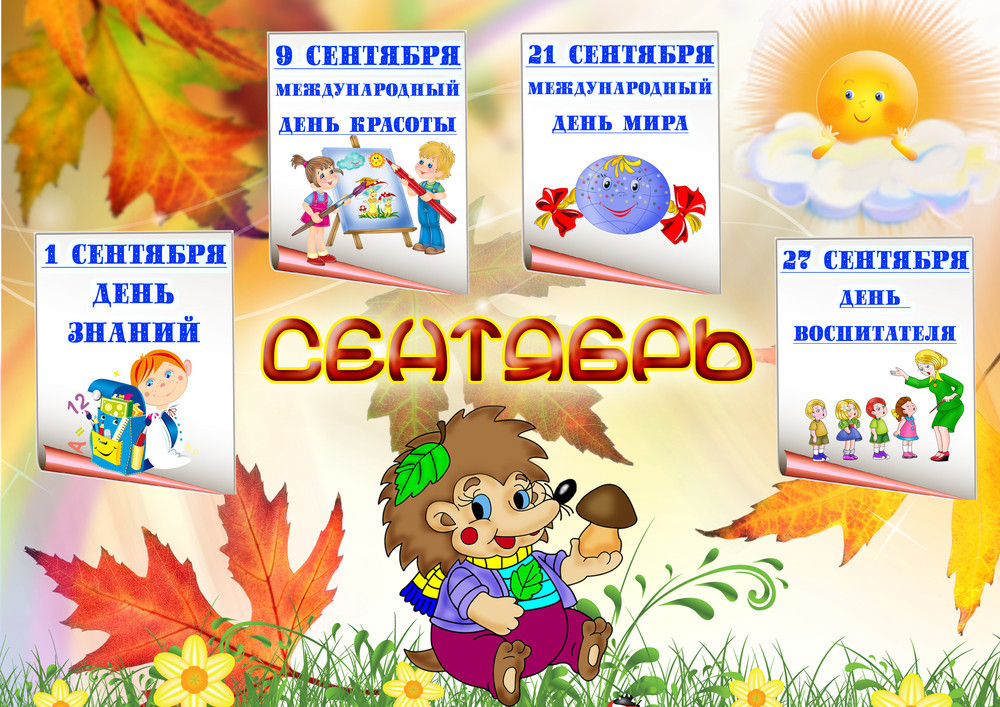 9 СЕНТЯБРЯ
МЕЖДУНАРОДНЫЙ
ДЕНЬ КРАСОТЫ
21 СЕНТЯБРЯ
МЕЖДУНАРОДНЫЙ
ДЕНЬ МИРА
1 СЕНТЯБРЯ
ДЕНЬ
ЗНАНИЙ
12
А
27 СЕНТЯБРЯ
ДЕНЬ
ВОСПИТАТЕЛЯ
СЕНТЯБРЬ